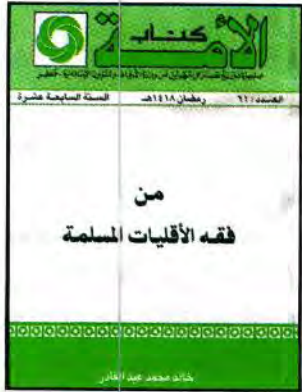 كتاب
الأمة
العدد: ٦١ رمضان ١٤١٨هـ السنة السابعة عشرة
من
فقه الأقليات المسلمة
خالد محمد عبد القادر